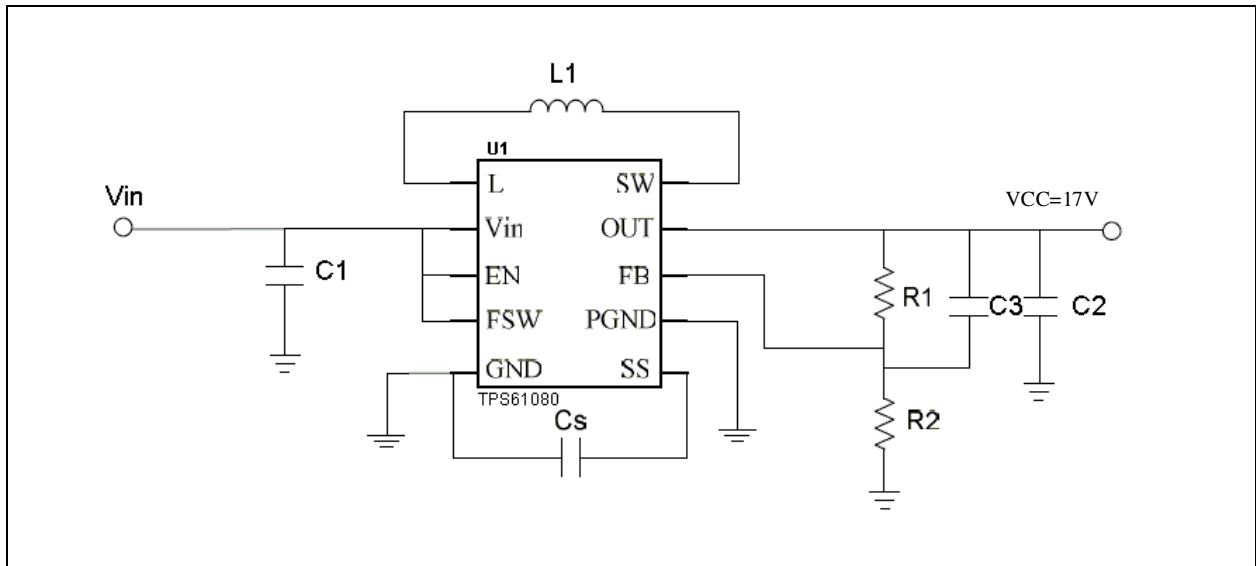 L1
U1
L SW
Vin
Vin OUT
VCC=17V
C1
EN FB
R1
C3
C2
FSW PGND
GND SS
TPS61080
Cs
R2